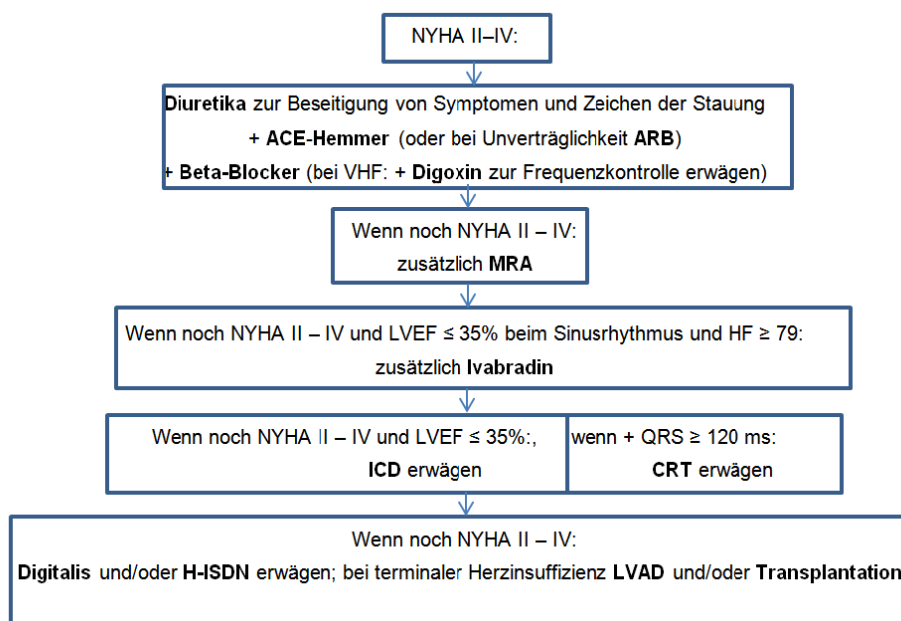 NYHA II–IV:
Diuretika zur Beseitigung von Symptomen und Zeichen der Stauung
+ ACE-Hemmer (oder bei Unverträglichkeit ARB)
+ Beta-Blocker (bei VHF: + Digoxin zur Frequenzkontrolle erwägen)
Wenn noch NYHA II – IV:
zusätzlich MRA
Wenn noch NYHA II – IV und LVEF ≤ 35% beim Sinusrhythmus und HF ≥ 79:
zusätzlich Ivabradin
Wenn noch NYHA II – IV und LVEF ≤ 35%:,
ICD erwägen
wenn + QRS ≥ 120 ms:
CRT erwägen
Wenn noch NYHA II – IV:
Digitalis und/oder H-ISDN erwägen; bei terminaler Herzinsuffizienz LVAD und/oder Transplantation